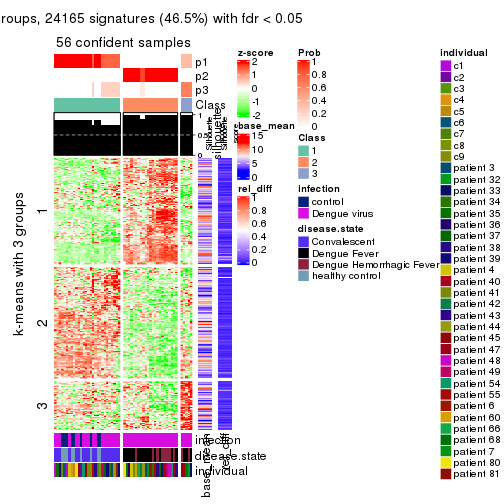 roups, 24165 signatures (46.5%) with fdr < 0.05
56 confident samples
p1
p2
p3
Class
1
0.5
0
silhouette score
k-means with 3 groups
1
2
3
infection
disease.state
individual
base_mean
rel_diff
z-score
2
1
0
-1
-2
base_mean
15
10
5
0
rel_diff
1
0.8
0.6
0.4
0.2
0
Prob
1
0.8
0.6
0.4
0.2
0
Class
1
2
3
infection
control
Dengue virus
disease.state
Convalescent
Dengue Fever
Dengue Hemorrhagic Fever
healthy control
individual
c1
c2
c3
c4
c5
c6
c7
c8
c9
patient 3
patient 32
patient 33
patient 34
patient 35
patient 36
patient 37
patient 38
patient 39
patient 4
patient 40
patient 41
patient 42
patient 43
patient 44
patient 45
patient 47
patient 48
patient 49
patient 54
patient 55
patient 6
patient 60
patient 66
patient 68
patient 7
patient 80
patient 81